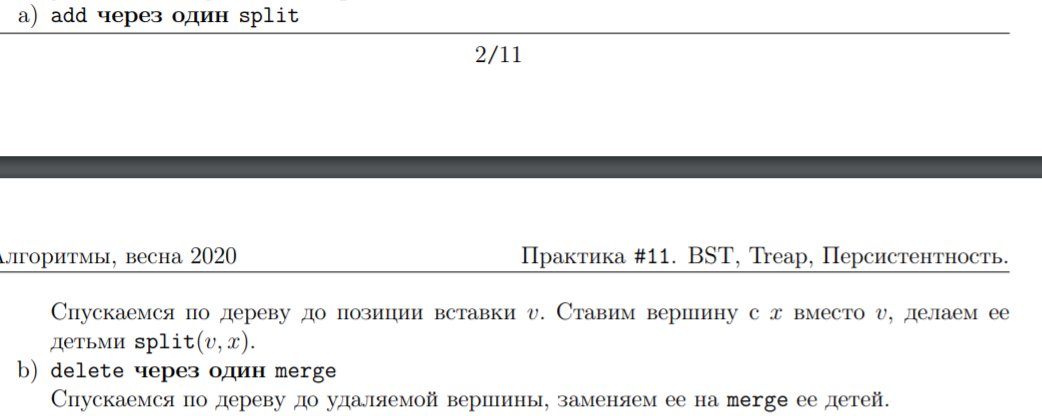 a) add через один split
2/11
Алгоритмы, весна 2020 Практика #11. BST, Treap, Персистентность.
Спускаемся по дереву до позиции вставки v. Ставим вершину с x вместо v, делаем ее
детьми split(v, x).
b) delete через один merge
Спускаемся по дереву до удаляемой вершины, заменяем ее на merge ее детей.